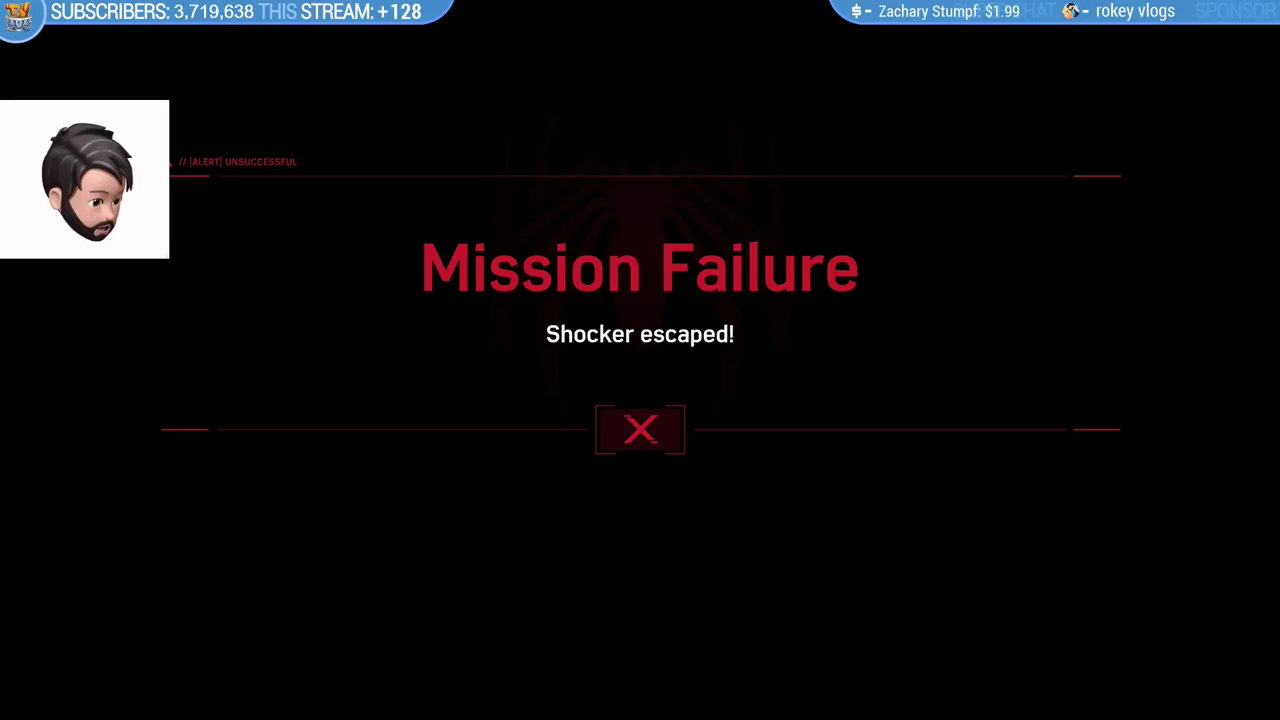 SUBSCRIBERS: 3,719,638 THIS STREAM: +128
$ - Zachary Stumpf: $1.99 - rokey vlogs SPONSOR
// [ALERT] UNSUCCESSFUL
Mission Failure
Shocker escaped!
X